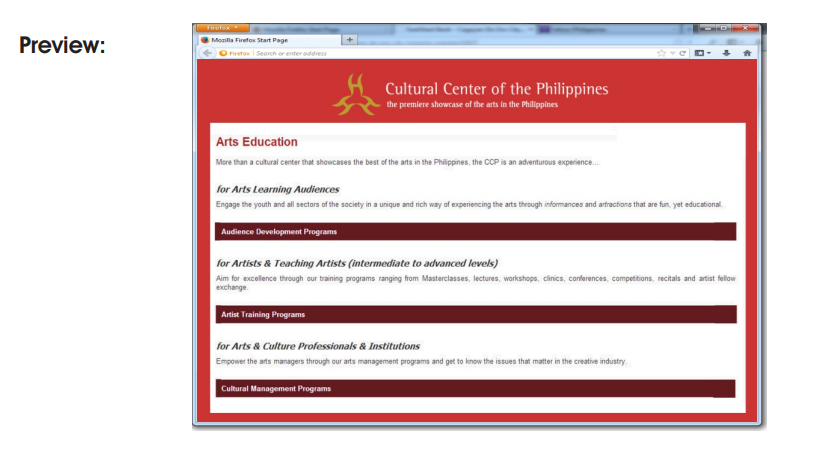 Preview:
Firefox
Mozilla Firefox Start Page
+
Firefox Search or enter address
Cultural Center of the Philippines
the premiere showcase of the arts in the Philippines
Arts Education
More than a cultural center that showcases the best of the arts in the Philippines, the CCP is an adventurous experience....
for Arts Learning Audiences
Engage the youth and all sectors of the society in a unique and rich way of experiencing the arts through informances and artractions that are fun, yet educational.
Audience Development Programs
for Artists & Teaching Artists (intermediate to advanced levels)
Aim for excellence through our training programs ranging from Masterclasses, lectures, workshops, clinics, conferences, competitions, recitals and artist fellow
exchange.
Artist Training Programs
for Arts & Culture Professionals & Institutions
Empower the arts managers through our arts management programs and get to know the issues that matter in the creative industry.
Cultural Management Programs